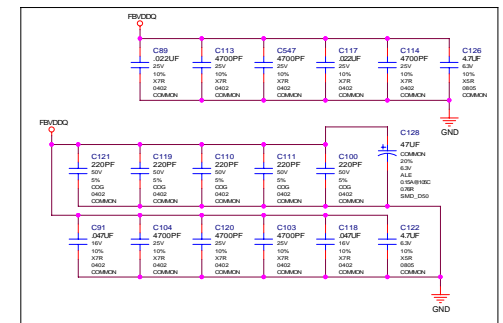 FBVDDQ
C89
.022UF
25V
10%
X7R
0402
COMMON
C113
4700PF
25V
10%
X7R
0402
COMMON
C547
4700PF
25V
10%
X7R
0402
COMMON
C117
.022UF
25V
10%
X7R
0402
COMMON
C114
4700PF
25V
10%
X7R
0402
COMMON
C126
4.7UF
6.3V
10%
X5R
0805
COMMON
GND
FBVDDQ
C121
220PF
50V
5%
COG
0402
COMMON
C119
220PF
50V
5%
COG
0402
COMMON
C110
220PF
50V
5%
COG
0402
COMMON
C111
220PF
50V
5%
COG
0402
COMMON
C100
220PF
50V
5%
COG
0402
COMMON
C128
47UF
COMMON
20%
6.3V
ALE
0.15A@105C
0.76R
SMD_D50
C91
.047UF
16V
10%
X7R
0402
COMMON
C104
4700PF
25V
10%
X7R
0402
COMMON
C120
4700PF
25V
10%
X7R
0402
COMMON
C103
4700PF
25V
10%
X7R
0402
COMMON
C118
.047UF
16V
10%
X7R
0402
COMMON
C122
4.7UF
6.3V
10%
X5R
0805
COMMON
GND